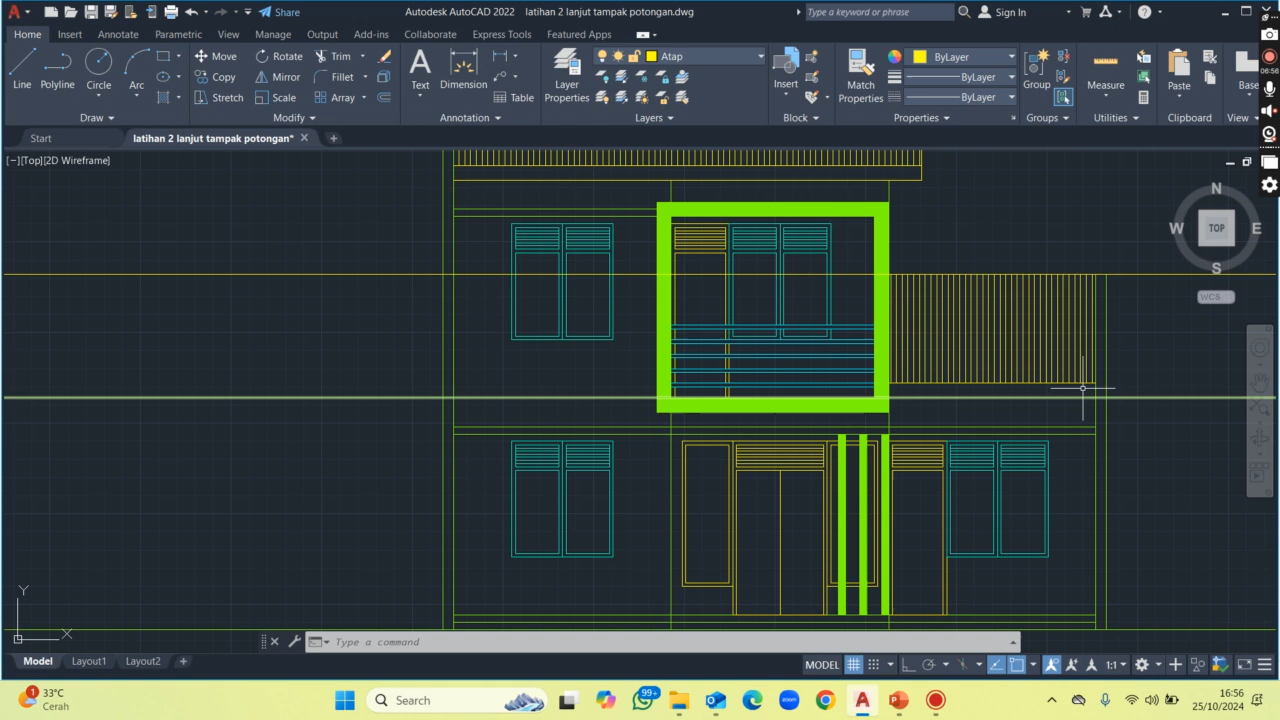 Share
Autodesk AutoCAD 2022 latihan 2 lanjut tampak potongan.dwg
Type a keyword or phrase
Sign In
Home Insert Annotate Parametric View Manage Output Add-ins Collaborate Express Tools Featured Apps
Line Polyline Circle Arc
Move Rotate Trim
Copy Mirror Fillet
Stretch Scale Array
Text Dimension Table
Layer Properties
Atap
Insert
Match Properties
ByLayer
ByLayer
ByLayer
Group
Measure
Paste
Base
06:56
Draw Modify Annotation Layers Block Properties Groups Utilities Clipboard View
Start latihan 2 lanjut tampak potongan*
[−][Top][2D Wireframe]
N
W TOP E
S
WCS
Y
X
Type a command
Model Layout1 Layout2
MODEL 1:1
1
33°C
Cerah
Search
99+
zoom
16:56
25/10/2024